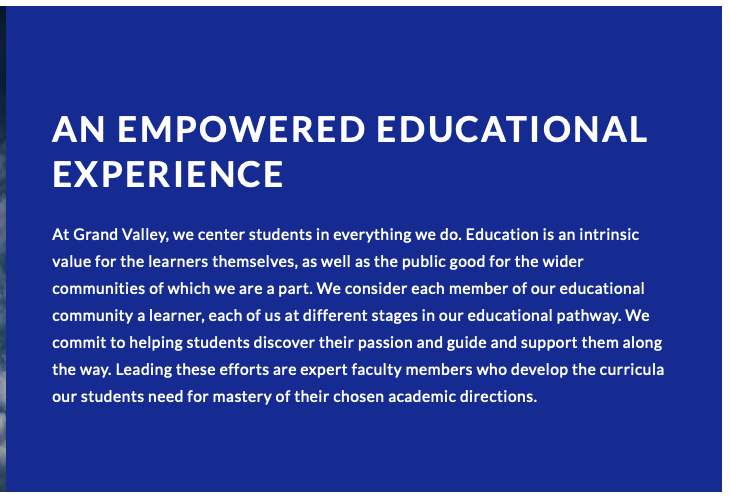 AN EMPOWERED EDUCATIONAL
EXPERIENCE
At Grand Valley, we center students in everything we do. Education is an intrinsic
value for the learners themselves, as well as the public good for the wider
communities of which we are a part. We consider each member of our educational
community a learner, each of us at different stages in our educational pathway. We
commit to helping students discover their passion and guide and support them along
the way. Leading these efforts are expert faculty members who develop the curricula
our students need for mastery of their chosen academic directions.